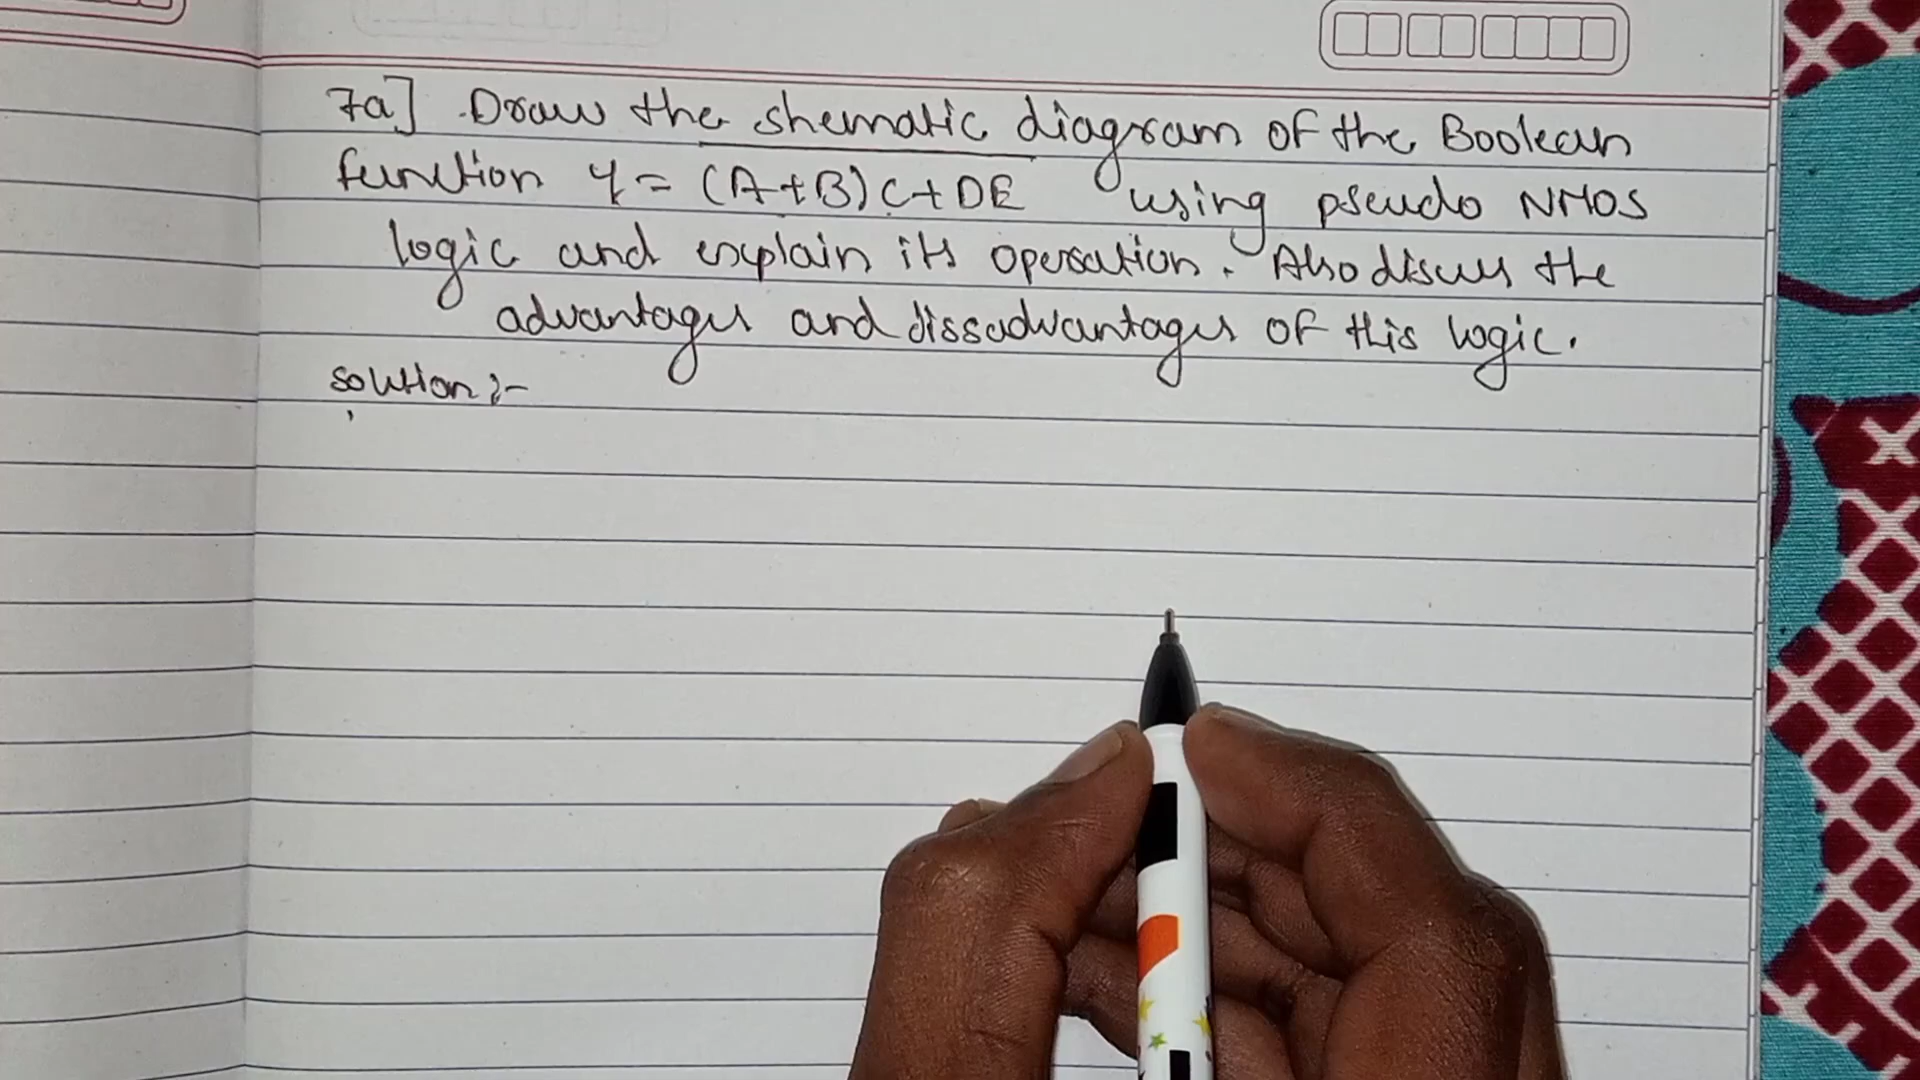 7a] Draw the shematic diagram of the Boolean
function Y = (A+B)C+DE using pseudo NMOS
logic and explain its operation. Also discuss the
advantages and dissadvantages of this logic.
solution :-